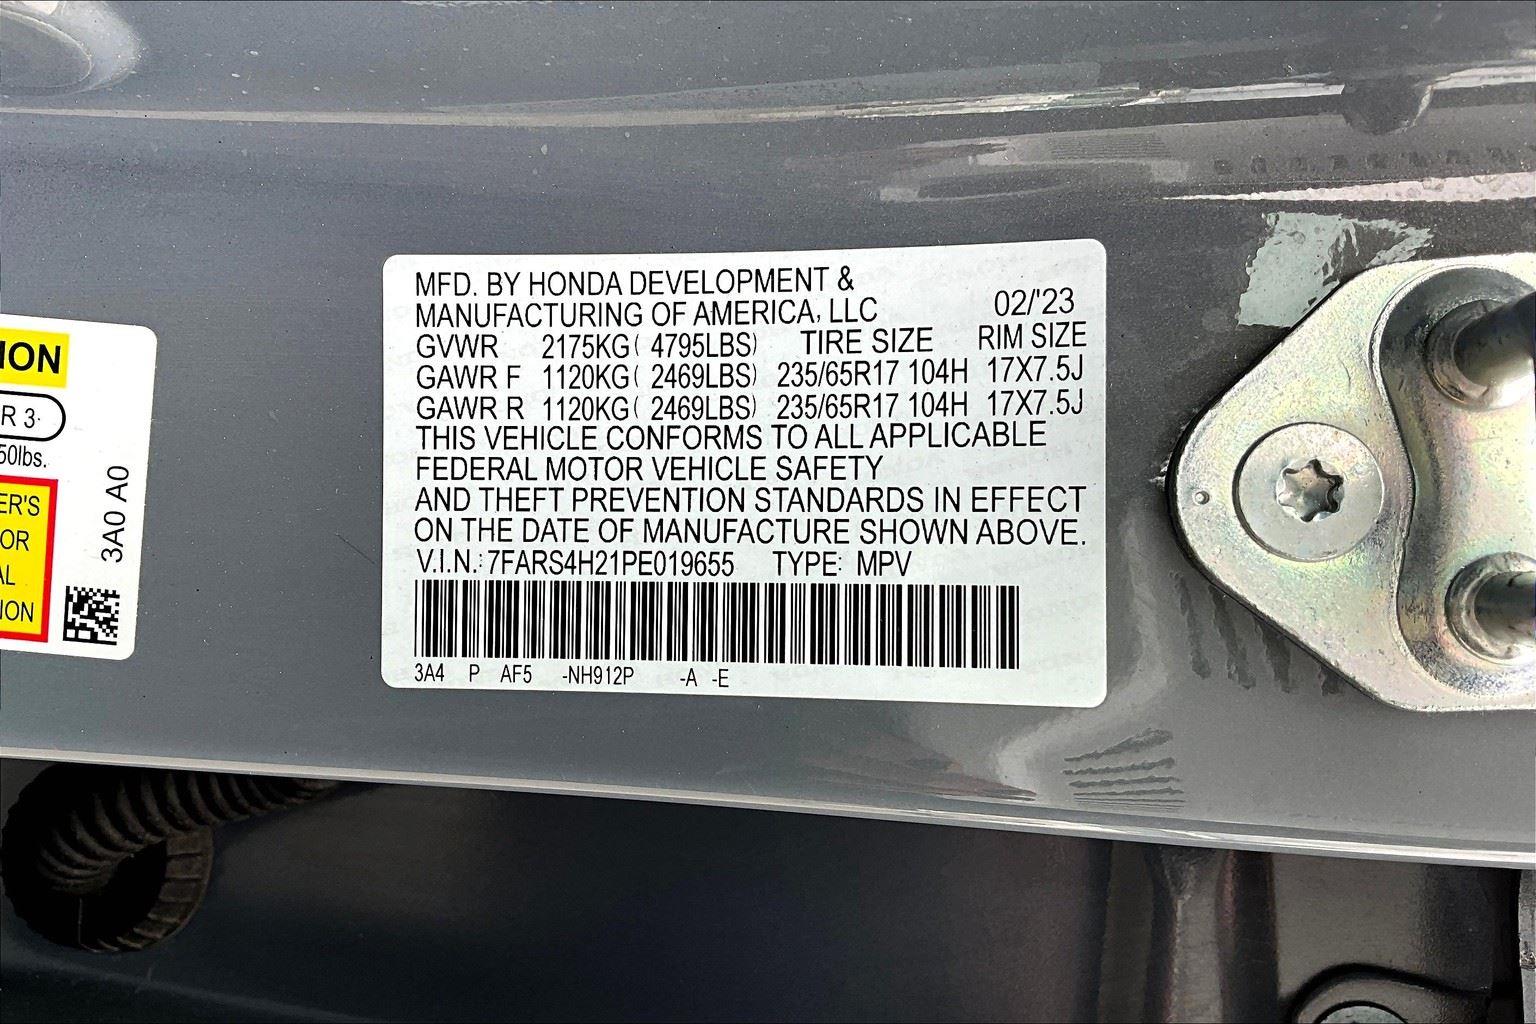 MFD. BY HONDA DEVELOPMENT &
MANUFACTURING OF AMERICA, LLC 02/'23
GVWR 2175KG( 4795LBS) TIRE SIZE RIM SIZE
GAWR F 1120KG( 2469LBS) 235/65R17 104H 17X7.5J
GAWR R 1120KG( 2469LBS) 235/65R17 104H 17X7.5J
THIS VEHICLE CONFORMS TO ALL APPLICABLE
FEDERAL MOTOR VEHICLE SAFETY
AND THEFT PREVENTION STANDARDS IN EFFECT
ON THE DATE OF MANUFACTURE SHOWN ABOVE.
V.I.N.: 7FARS4H21PE019655 TYPE: MPV
3A4 P AF5 -NH912P -A -E
ION
R 3.
50lbs.
ER'S
OR
AL
ION
3A0 A0